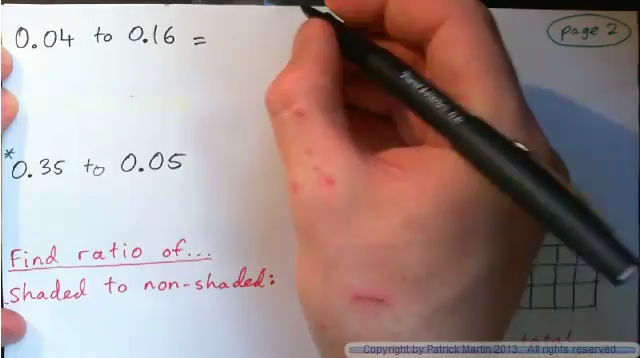 page 2
0.04 to 0.16 =
*0.35 to 0.05
Find ratio of...
Shaded to non-shaded:
total
Copyright by Patrick Martin 2013. All rights reserved